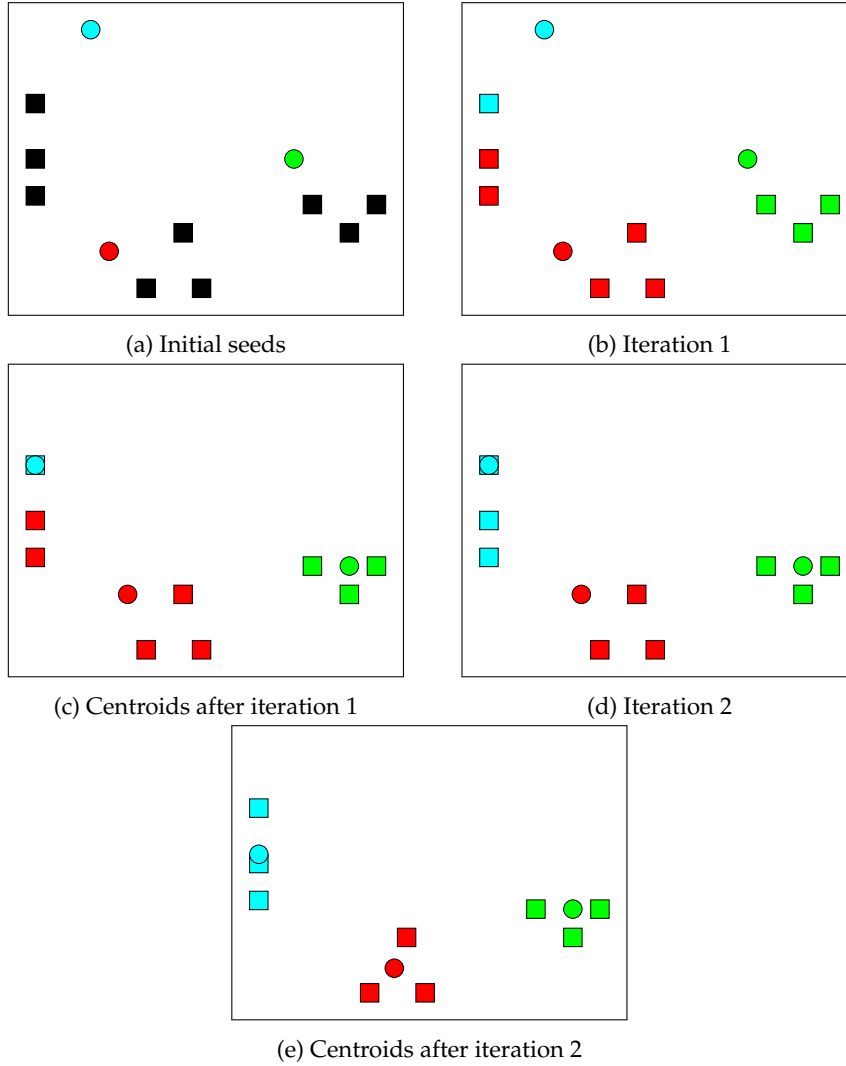 (a) Initial seeds
(b) Iteration 1
(c) Centroids after iteration 1
(d) Iteration 2
(e) Centroids after iteration 2